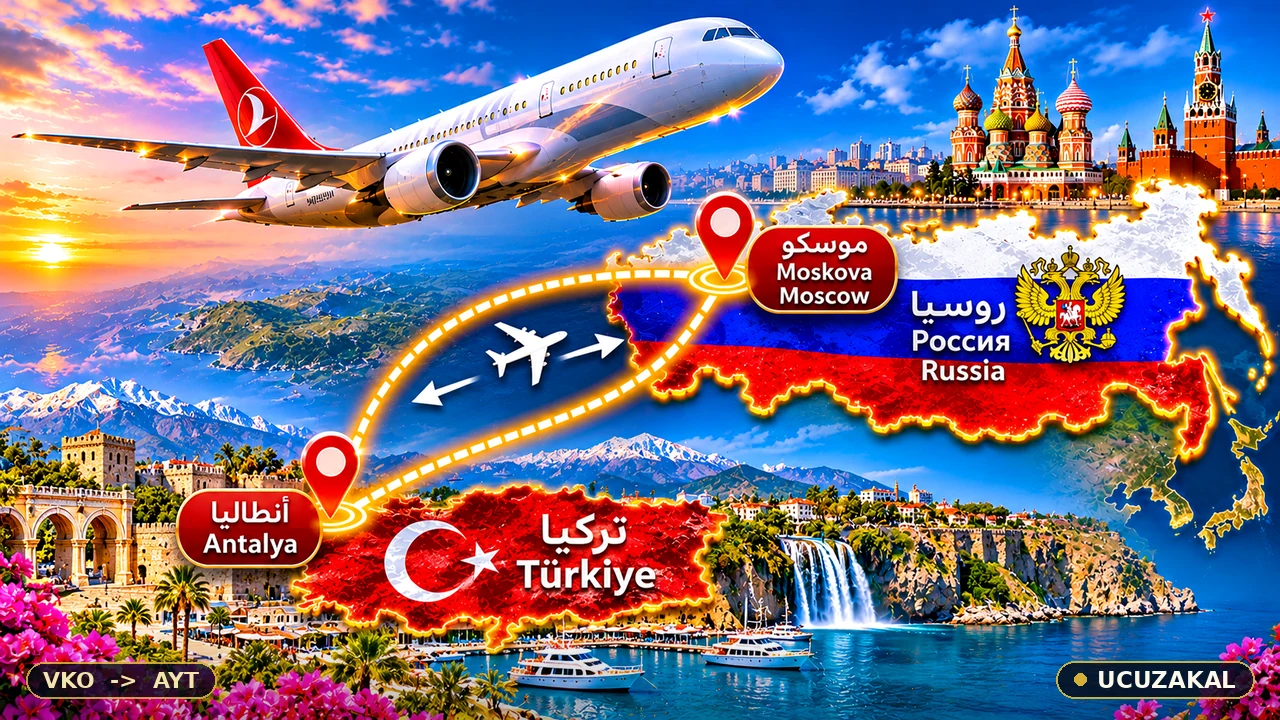 موسكو
Moskova
Moscow
روسيا
Россия
Russia
أنطاليا
Antalya
تركيا
Türkiye
VKO -> AYT
UCUZAKAL